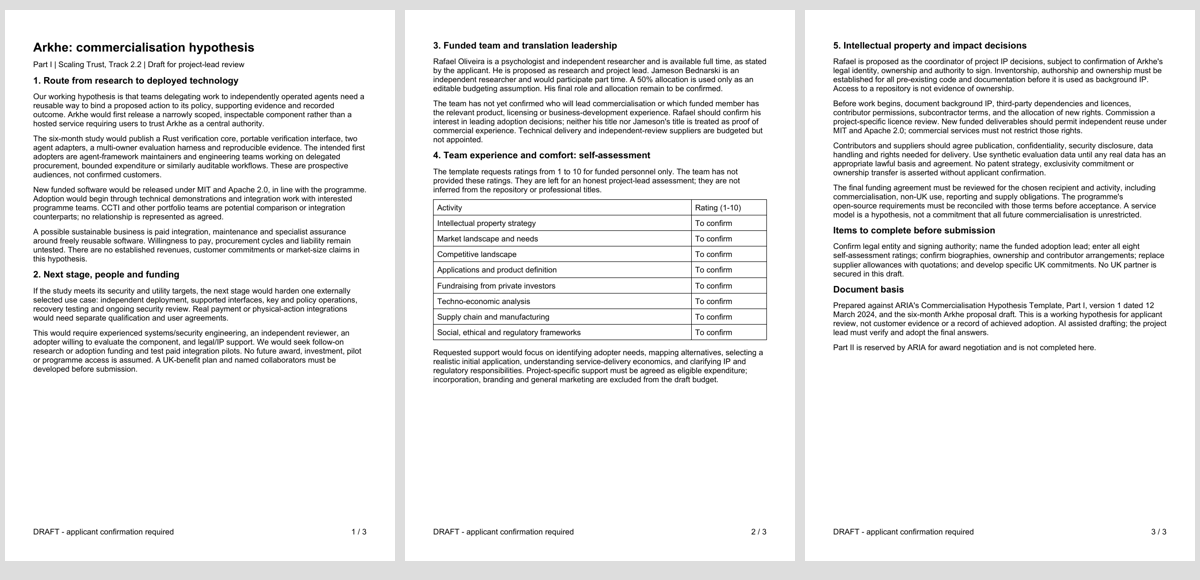 Arkhe: commercialisation hypothesis
Part I | Scaling Trust, Track 2.2 | Draft for project-lead review
1. Route from research to deployed technology
Our working hypothesis is that teams delegating work to independently operated agents need a
reusable way to bind a proposed action to its policy, supporting evidence and recorded
outcome. Arkhe would first release a narrowly scoped, inspectable component rather than a
hosted service requiring users to trust Arkhe as a central authority.
The six-month study would publish a Rust verification core, portable verification interface, two
agent adapters, a multi-owner evaluation harness and reproducible evidence. The intended first
adopters are agent-framework maintainers and engineering teams working on delegated
procurement, bounded expenditure or similarly auditable workflows. These are prospective
audiences, not confirmed customers.
New funded software would be released under MIT and Apache 2.0, in line with the programme.
Adoption would begin through technical demonstrations and integration work with interested
programme teams. CCTI and other portfolio teams are potential comparison or integration
counterparts; no relationship is represented as agreed.
A possible sustainable business is paid integration, maintenance and specialist assurance
around freely reusable software. Willingness to pay, procurement cycles and liability remain
untested. There are no established revenues, customer commitments or market-size claims in
this hypothesis.
2. Next stage, people and funding
If the study meets its security and utility targets, the next stage would harden one externally
selected use case: independent deployment, supported interfaces, key and policy operations,
recovery testing and ongoing security review. Real payment or physical-action integrations
would need separate qualification and user agreements.
This would require experienced systems/security engineering, an independent reviewer, an
adopter willing to evaluate the component, and legal/IP support. We would seek follow-on
research or adoption funding and test paid integration pilots. No future award, investment, pilot
or programme access is assumed. A UK-benefit plan and named collaborators must be
developed before submission.
DRAFT - applicant confirmation required
1 / 3
3. Funded team and translation leadership
Rafael Oliveira is a psychologist and independent researcher and is available full time, as stated
by the applicant. He is proposed as research and project lead. Jameson Bednarski is an
independent researcher and would participate part time. A 50% allocation is used only as an
editable budgeting assumption. His final role and allocation remain to be confirmed.
The team has not yet confirmed who will lead commercialisation or which funded member has
the relevant product, licensing or business-development experience. Rafael should confirm his
interest in leading adoption decisions; neither his title nor Jameson's title is treated as proof of
commercial experience. Technical delivery and independent-review suppliers are budgeted but
not appointed.
4. Team experience and comfort: self-assessment
The template requests ratings from 1 to 10 for funded personnel only. The team has not
provided these ratings. They are left for an honest project-lead assessment; they are not
inferred from the repository or professional titles.
Activity Rating (1-10)
Intellectual property strategy To confirm
Market landscape and needs To confirm
Competitive landscape To confirm
Applications and product definition To confirm
Fundraising from private investors To confirm
Techno-economic analysis To confirm
Supply chain and manufacturing To confirm
Social, ethical and regulatory frameworks To confirm
Requested support would focus on identifying adopter needs, mapping alternatives, selecting a
realistic initial application, understanding service-delivery economics, and clarifying IP and
regulatory responsibilities. Project-specific support must be agreed as eligible expenditure;
incorporation, branding and general marketing are excluded from the draft budget.
DRAFT - applicant confirmation required
2 / 3
5. Intellectual property and impact decisions
Rafael is proposed as the coordinator of project IP decisions, subject to confirmation of Arkhe's
legal identity, ownership and authority to sign. Inventorship, authorship and ownership must be
established for all pre-existing code and documentation before it is used as background IP.
Access to a repository is not evidence of ownership.
Before work begins, document background IP, third-party dependencies and licences,
contributor permissions, subcontractor terms, and the allocation of new rights. Commission a
project-specific licence review. New funded deliverables should permit independent reuse under
MIT and Apache 2.0; commercial services must not restrict those rights.
Contributors and suppliers should agree publication, confidentiality, security disclosure, data
handling and rights needed for delivery. Use synthetic evaluation data until any real data has an
appropriate lawful basis and agreement. No patent strategy, exclusivity commitment or
ownership transfer is asserted without applicant confirmation.
The final funding agreement must be reviewed for the chosen recipient and activity, including
commercialisation, non-UK use, reporting and supply obligations. The programme's
open-source requirements must be reconciled with those terms before acceptance. A service
model is a hypothesis, not a commitment that all future commercialisation is unrestricted.
Items to complete before submission
Confirm legal entity and signing authority; name the funded adoption lead; enter all eight
self-assessment ratings; confirm biographies, ownership and contributor arrangements; replace
supplier allowances with quotations; and develop specific UK commitments. No UK partner is
secured in this draft.
Document basis
Prepared against ARIA's Commercialisation Hypothesis Template, Part I, version 1 dated 12
March 2024, and the six-month Arkhe proposal draft. This is a working hypothesis for applicant
review, not customer evidence or a record of achieved adoption. AI assisted drafting; the project
lead must verify and adopt the final answers.
Part II is reserved by ARIA for award negotiation and is not completed here.
DRAFT - applicant confirmation required
3 / 3